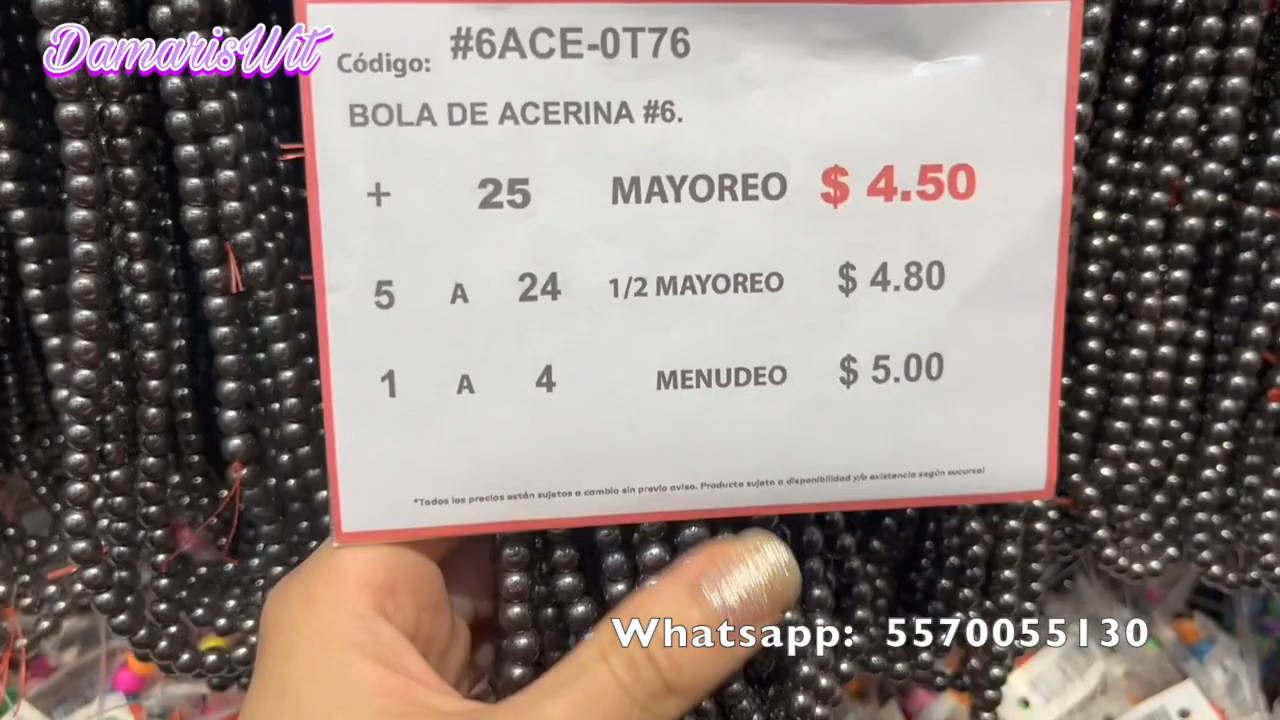 DamarisWit
Código: #6ACE-0T76
BOLA DE ACERINA #6.
+ 25 MAYOREO $ 4.50
5 A 24 1/2 MAYOREO $ 4.80
1 A 4 MENUDEO $ 5.00
*Todos los precios están sujetos a cambio sin previo aviso. Producto sujeto a disponibilidad y/o existencia según sucursal
Whatsapp: 5570055130